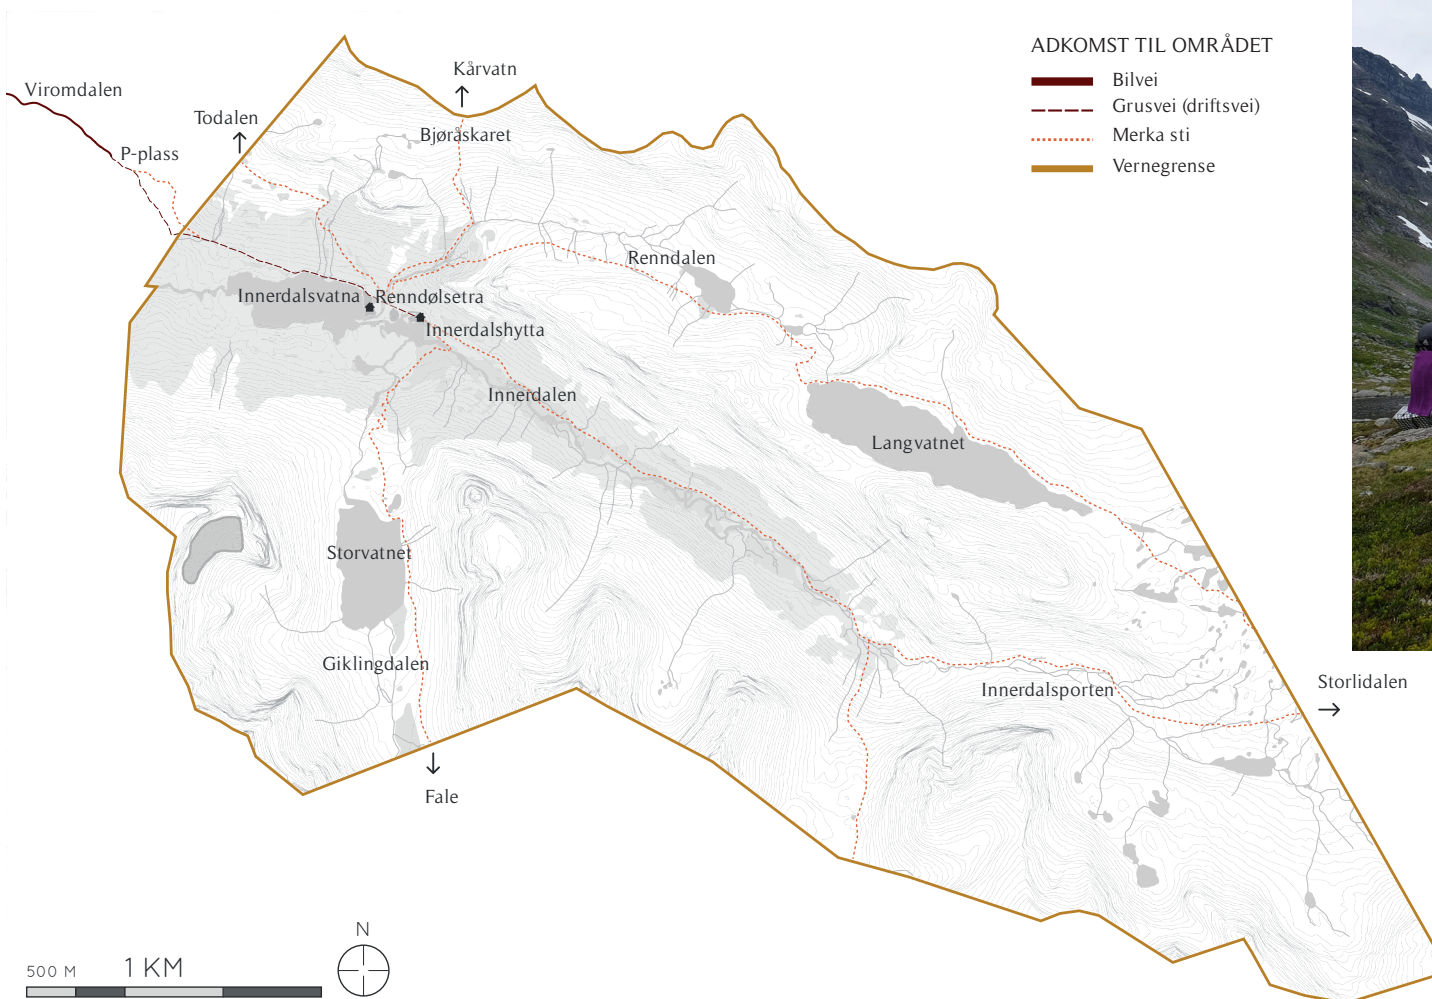 ADKOMST TIL OMRÅDET
Bilvei
Grusvei (driftsvei)
Merka sti
Vernegrense
Kårvatn
Viromdalen
Todalen
Bjøråskaret
P-plass
Renndalen
Innerdalsvatna
Renndølsetra
Innerdalshytta
Innerdalen
Langvatnet
Storvatnet
Giklingdalen
Innerdalsporten
Storlidalen
Fale
N
500 M 1 KM